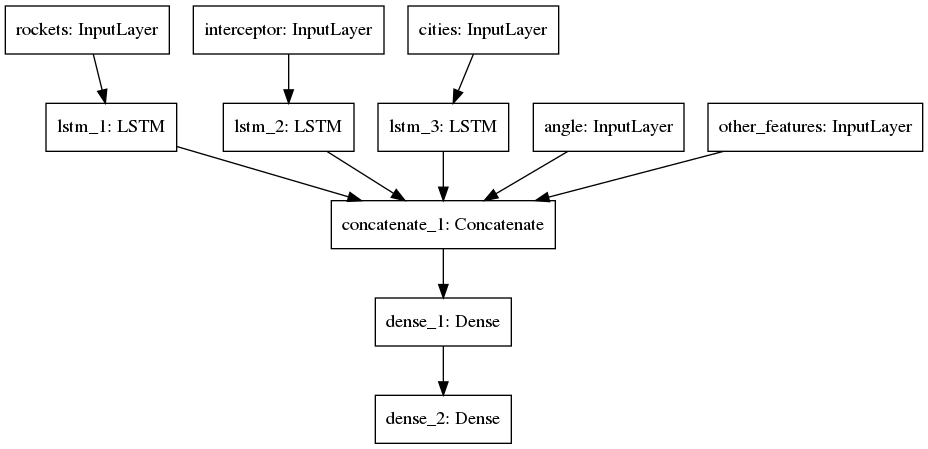 rockets: InputLayer
interceptor: InputLayer
cities: InputLayer
lstm_1: LSTM
lstm_2: LSTM
lstm_3: LSTM
angle: InputLayer
other_features: InputLayer
concatenate_1: Concatenate
dense_1: Dense
dense_2: Dense